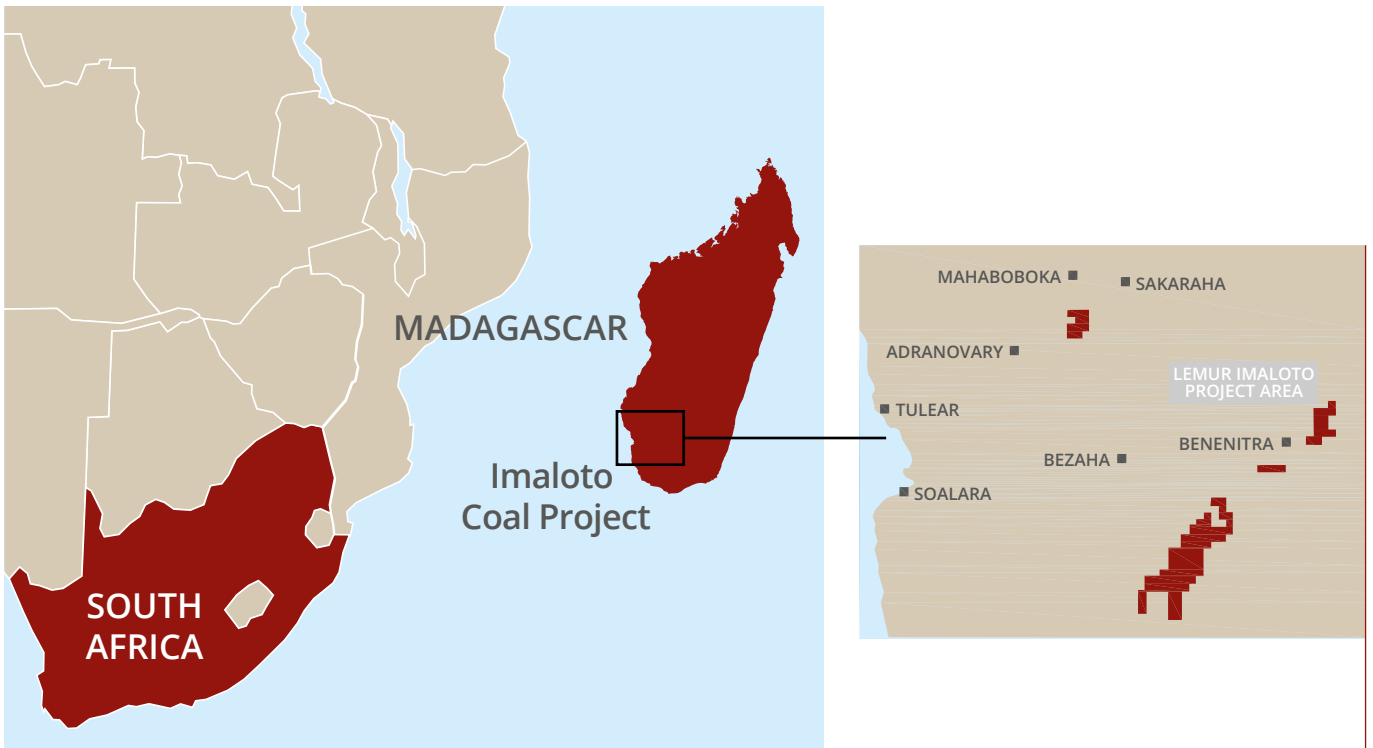 MADAGASCAR
Imaloto
Coal Project
SOUTH
AFRICA
MAHABOBOKA
SAKARAHA
ADRANOVARY
LEMUR IMALOTO
PROJECT AREA
TULEAR
BENENITRA
BEZAHA
SOALARA